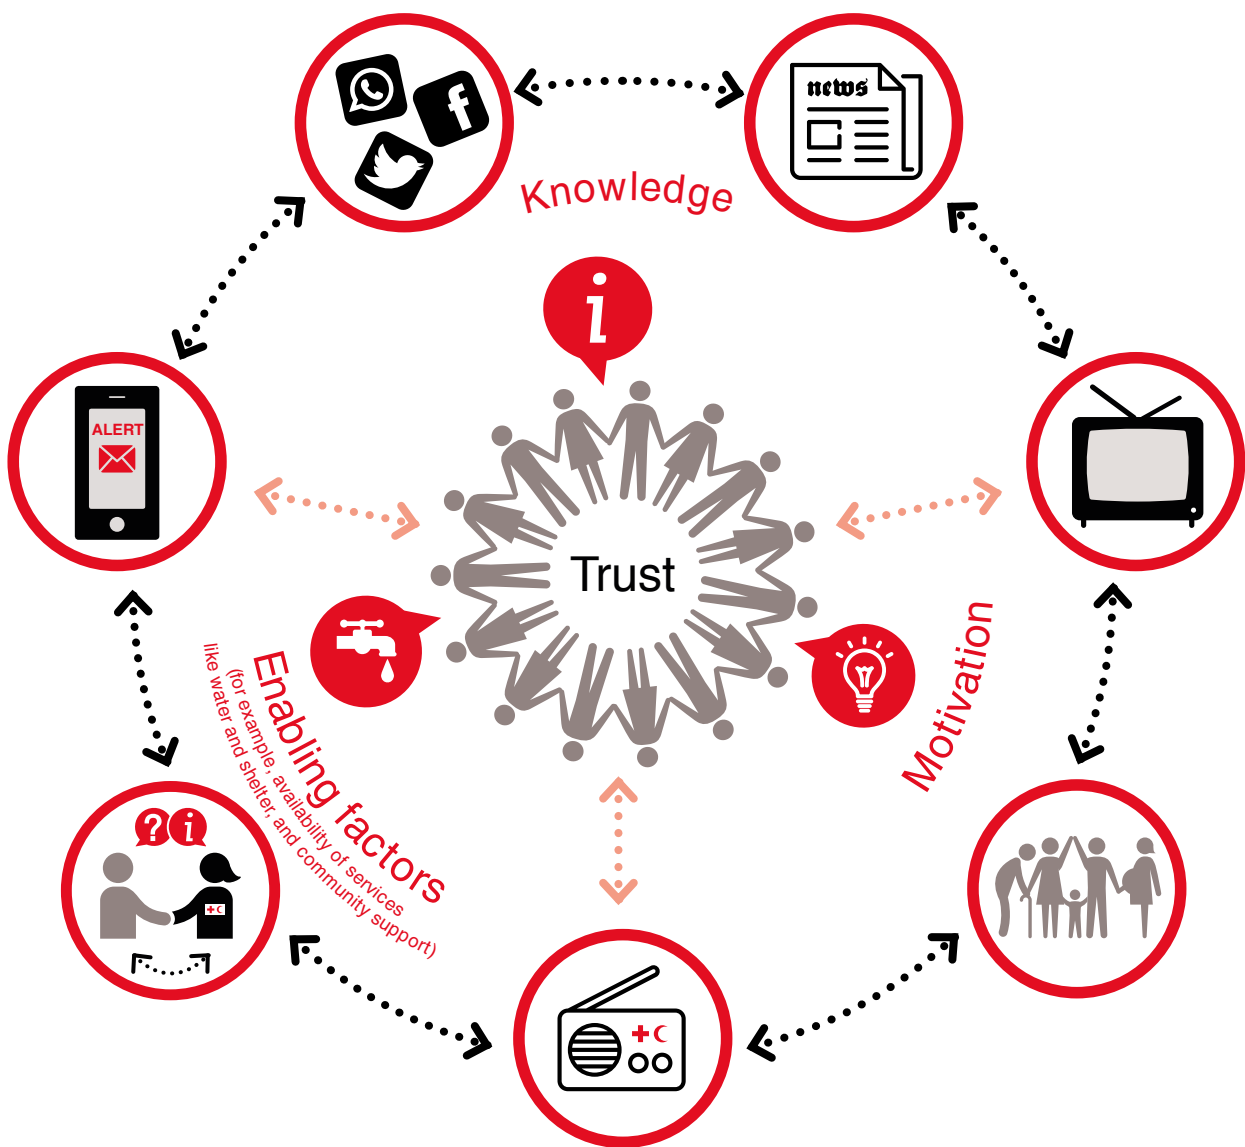 news
Knowledge
i
ALERT
Trust
Motivation
Enabling factors
(for example, availability of services
like water and shelter, and community support)
? i